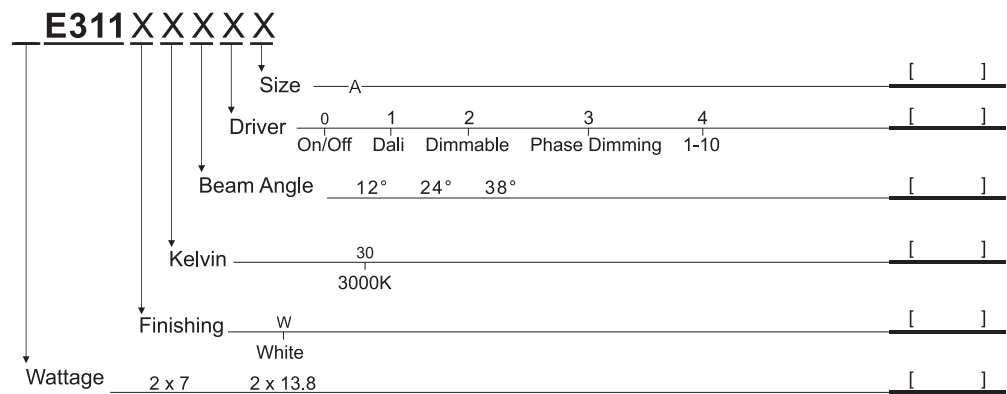 E311 X X X X X
Size A [ ]
0 1 2 3 4
Driver [ ]
On/Off Dali Dimmable Phase Dimming 1-10
Beam Angle 12° 24° 38° [ ]
30
Kelvin [ ]
3000K
W
Finishing [ ]
White
Wattage 2 x 7 2 x 13.8 [ ]